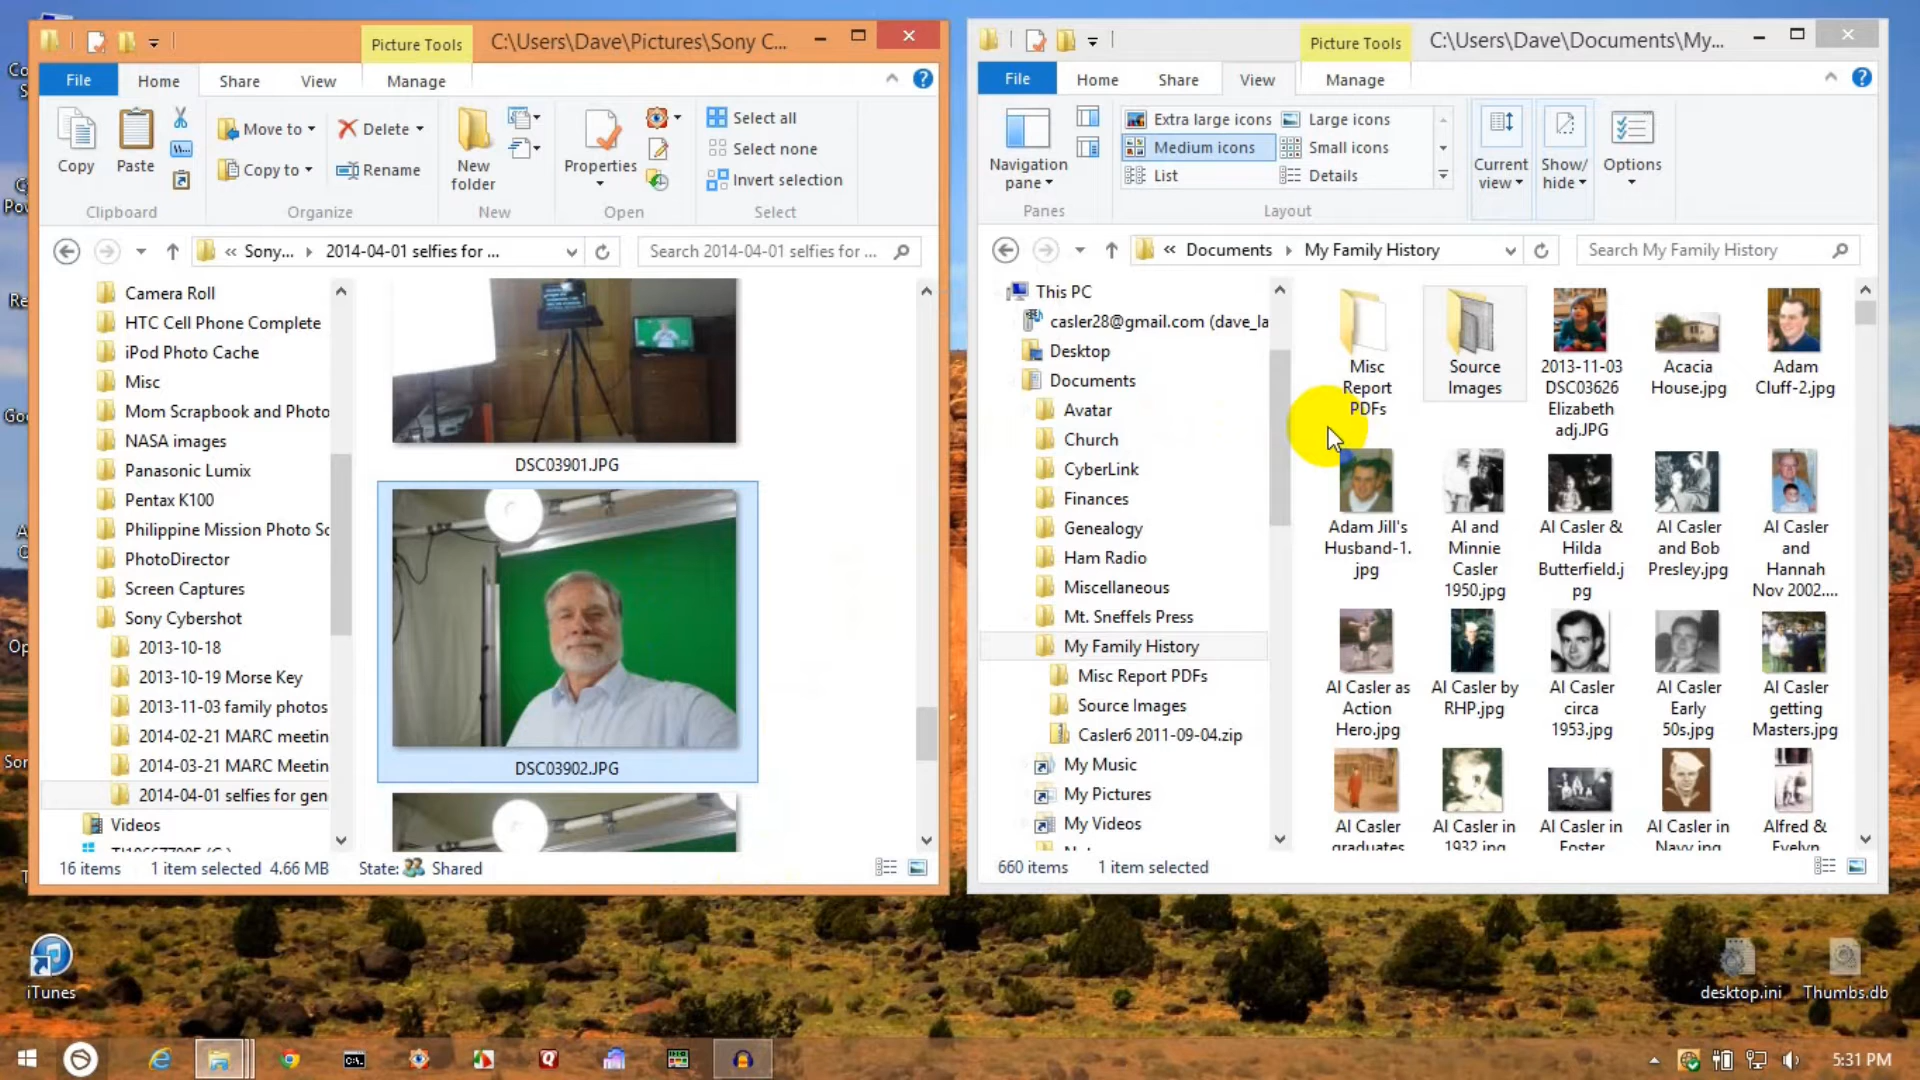 Picture Tools
C:\Users\Dave\Pictures\Sony C...
File
Home
Share
View
Manage
Copy
Paste
Move to
Copy to
Delete
Rename
New folder
Properties
Select all
Select none
Invert selection
Clipboard
Organize
New
Open
Select
« Sony...
2014-04-01 selfies for ...
Search 2014-04-01 selfies for ...
Camera Roll
HTC Cell Phone Complete
iPod Photo Cache
Misc
Mom Scrapbook and Photo
NASA images
Panasonic Lumix
Pentax K100
Philippine Mission Photo Sc
PhotoDirector
Screen Captures
Sony Cybershot
2013-10-18
2013-10-19 Morse Key
2013-11-03 family photos
2014-02-21 MARC meetin
2014-03-21 MARC Meetin
2014-04-01 selfies for gen
Videos
DSC03901.JPG
DSC03902.JPG
16 items
1 item selected 4.66 MB
State:
Shared
Picture Tools
C:\Users\Dave\Documents\My...
File
Home
Share
View
Manage
Navigation pane
Extra large icons
Large icons
Medium icons
Small icons
List
Details
Current view
Show/ hide
Options
Panes
Layout
« Documents
My Family History
Search My Family History
This PC
casler28@gmail.com (dave_la
Desktop
Documents
Avatar
Church
CyberLink
Finances
Genealogy
Ham Radio
Miscellaneous
Mt. Sneffels Press
My Family History
Misc Report PDFs
Source Images
Casler6 2011-09-04.zip
My Music
My Pictures
My Videos
Misc Report PDFs
Source Images
2013-11-03 DSC03626 Elizabeth adj.JPG
Acacia House.jpg
Adam Cluff-2.jpg
Adam Jill's Husband-1.jpg
Al and Minnie Casler 1950.jpg
Al Casler & Hilda Butterfield.jpg
Al Casler and Bob Presley.jpg
Al Casler and Hannah Nov 2002....
Al Casler as Action Hero.jpg
Al Casler by RHP.jpg
Al Casler circa 1953.jpg
Al Casler Early 50s.jpg
Al Casler getting Masters.jpg
Al Casler graduates
Al Casler in 1932.jpg
Al Casler in Foster
Al Casler in Navy.jpg
Alfred & Evelyn
660 items
1 item selected
iTunes
desktop.ini
Thumbs.db
5:31 PM